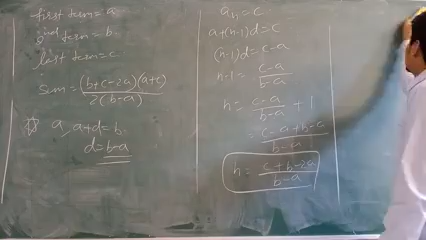 first term = a
2nd term = b
last term = c
Sum = (b+c-2a)(a+c) / 2(b-a)
a, a+d = b
d = b-a
an = c
a+(n-1)d = c
(n-1)d = c-a
n-1 = c-a / b-a
n = c-a / b-a + 1
= c-a+b-c / b-a
n = c+b-2a / b-a